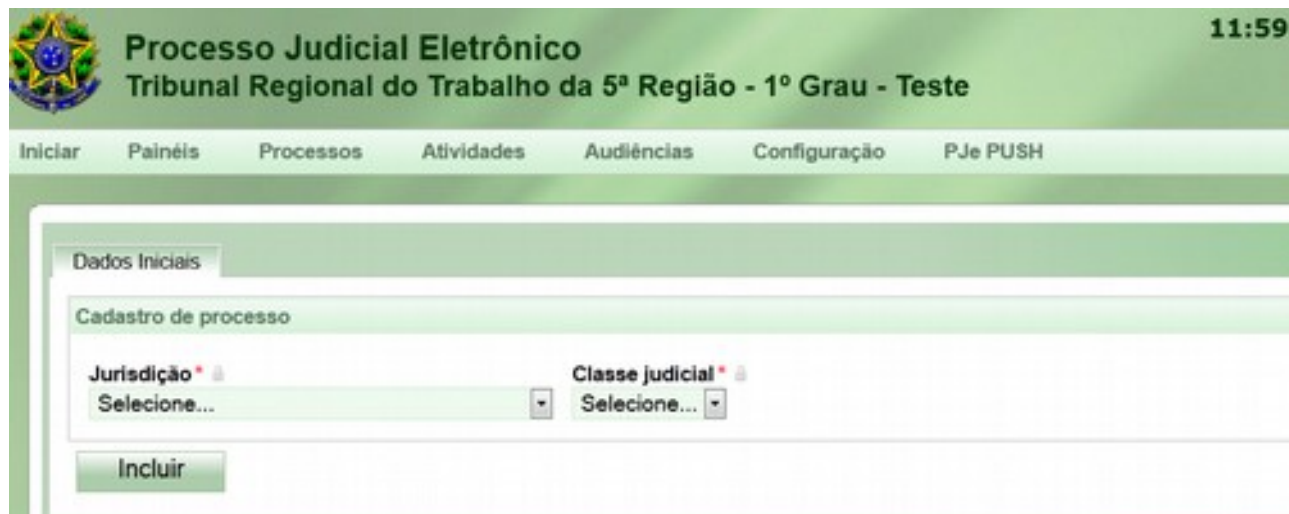 11:59
Processo Judicial Eletrônico
Tribunal Regional do Trabalho da 5ª Região - 1º Grau - Teste
Iniciar Painéis Processos Atividades Audiências Configuração PJe PUSH
Dados Iniciais
Cadastro de processo
Jurisdição* Classe judicial*
Selecione... Selecione...
Incluir